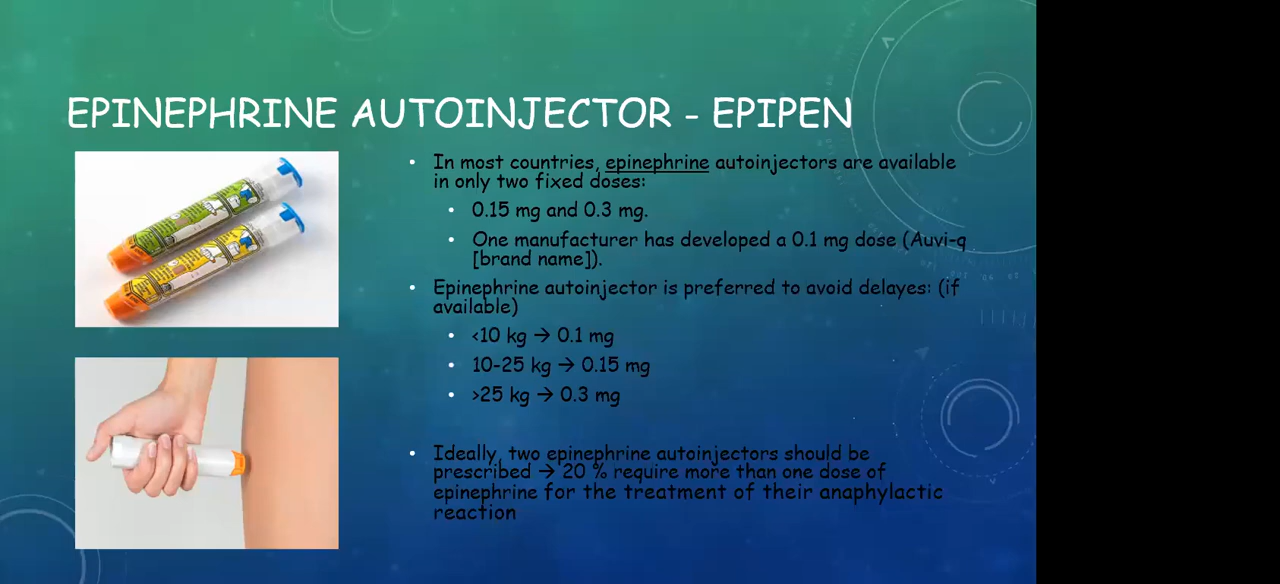 EPINEPHRINE AUTOINJECTOR - EPIPEN
• In most countries, epinephrine autoinjectors are available
in only two fixed doses:
• 0.15 mg and 0.3 mg.
• One manufacturer has developed a 0.1 mg dose (Auvi-q
[brand name]).
• Epinephrine autoinjector is preferred to avoid delayes: (if
available)
• <10 kg → 0.1 mg
• 10-25 kg → 0.15 mg
• >25 kg → 0.3 mg
• Ideally, two epinephrine autoinjectors should be
prescribed → 20 % require more than one dose of
epinephrine for the treatment of their anaphylactic
reaction